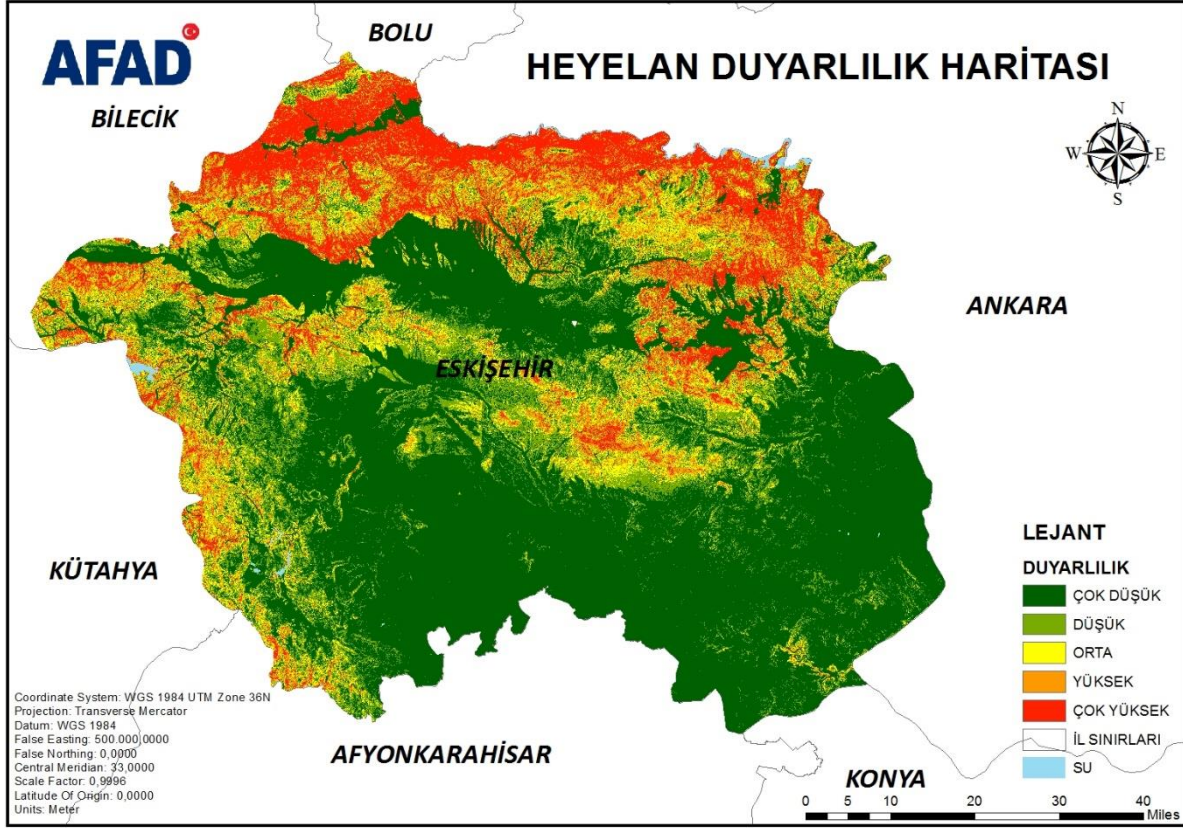 AFAD
HEYELAN DUYARLILIK HARİTASI
BOLU
BİLECİK
N
W E
S
ANKARA
ESKİŞEHİR
KÜTAHYA
AFYONKARAHİSAR
KONYA
LEJANT
DUYARLILIK
ÇOK DÜŞÜK
DÜŞÜK
ORTA
YÜKSEK
ÇOK YÜKSEK
İL SINIRLARI
SU
Coordinate System: WGS 1984 UTM Zone 36N
Projection: Transverse Mercator
Datum: WGS 1984
False Easting: 500.000,0000
False Northing: 0,0000
Central Meridian: 33,0000
Scale Factor: 0,9996
Latitude Of Origin: 0,0000
Units: Meter
0 5 10 20 30 40
Miles